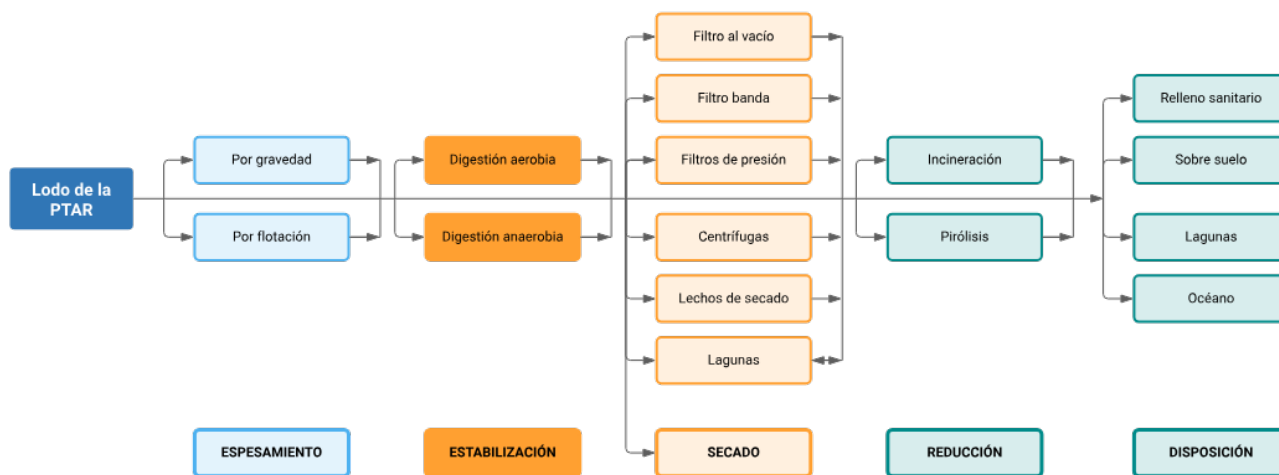 Lodo de la
PTAR
Por gravedad
Por flotación
Digestión aerobia
Digestión anaerobia
Filtro al vacío
Filtro banda
Filtros de presión
Centrífugas
Lechos de secado
Lagunas
Incineración
Pirólisis
Relleno sanitario
Sobre suelo
Lagunas
Océano
ESPESAMIENTO
ESTABILIZACIÓN
SECADO
REDUCCIÓN
DISPOSICIÓN